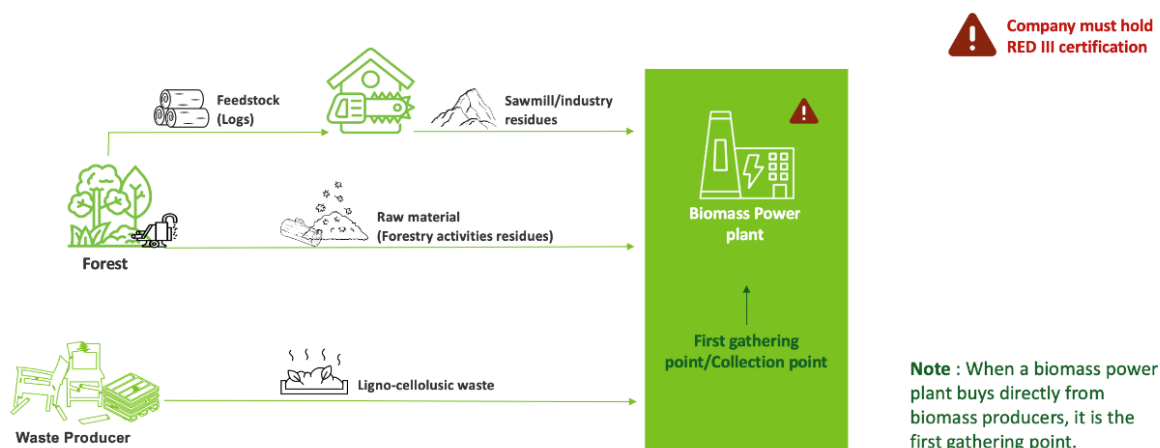 Company must hold
RED III certification
Feedstock
(Logs)
Sawmill/industry
residues
Biomass Power
plant
Raw material
(Forestry activities residues)
Forest
First gathering
point/Collection point
Ligno-cellolusic waste
Waste Producer
Note : When a biomass power
plant buys directly from
biomass producers, it is the
first gathering point.